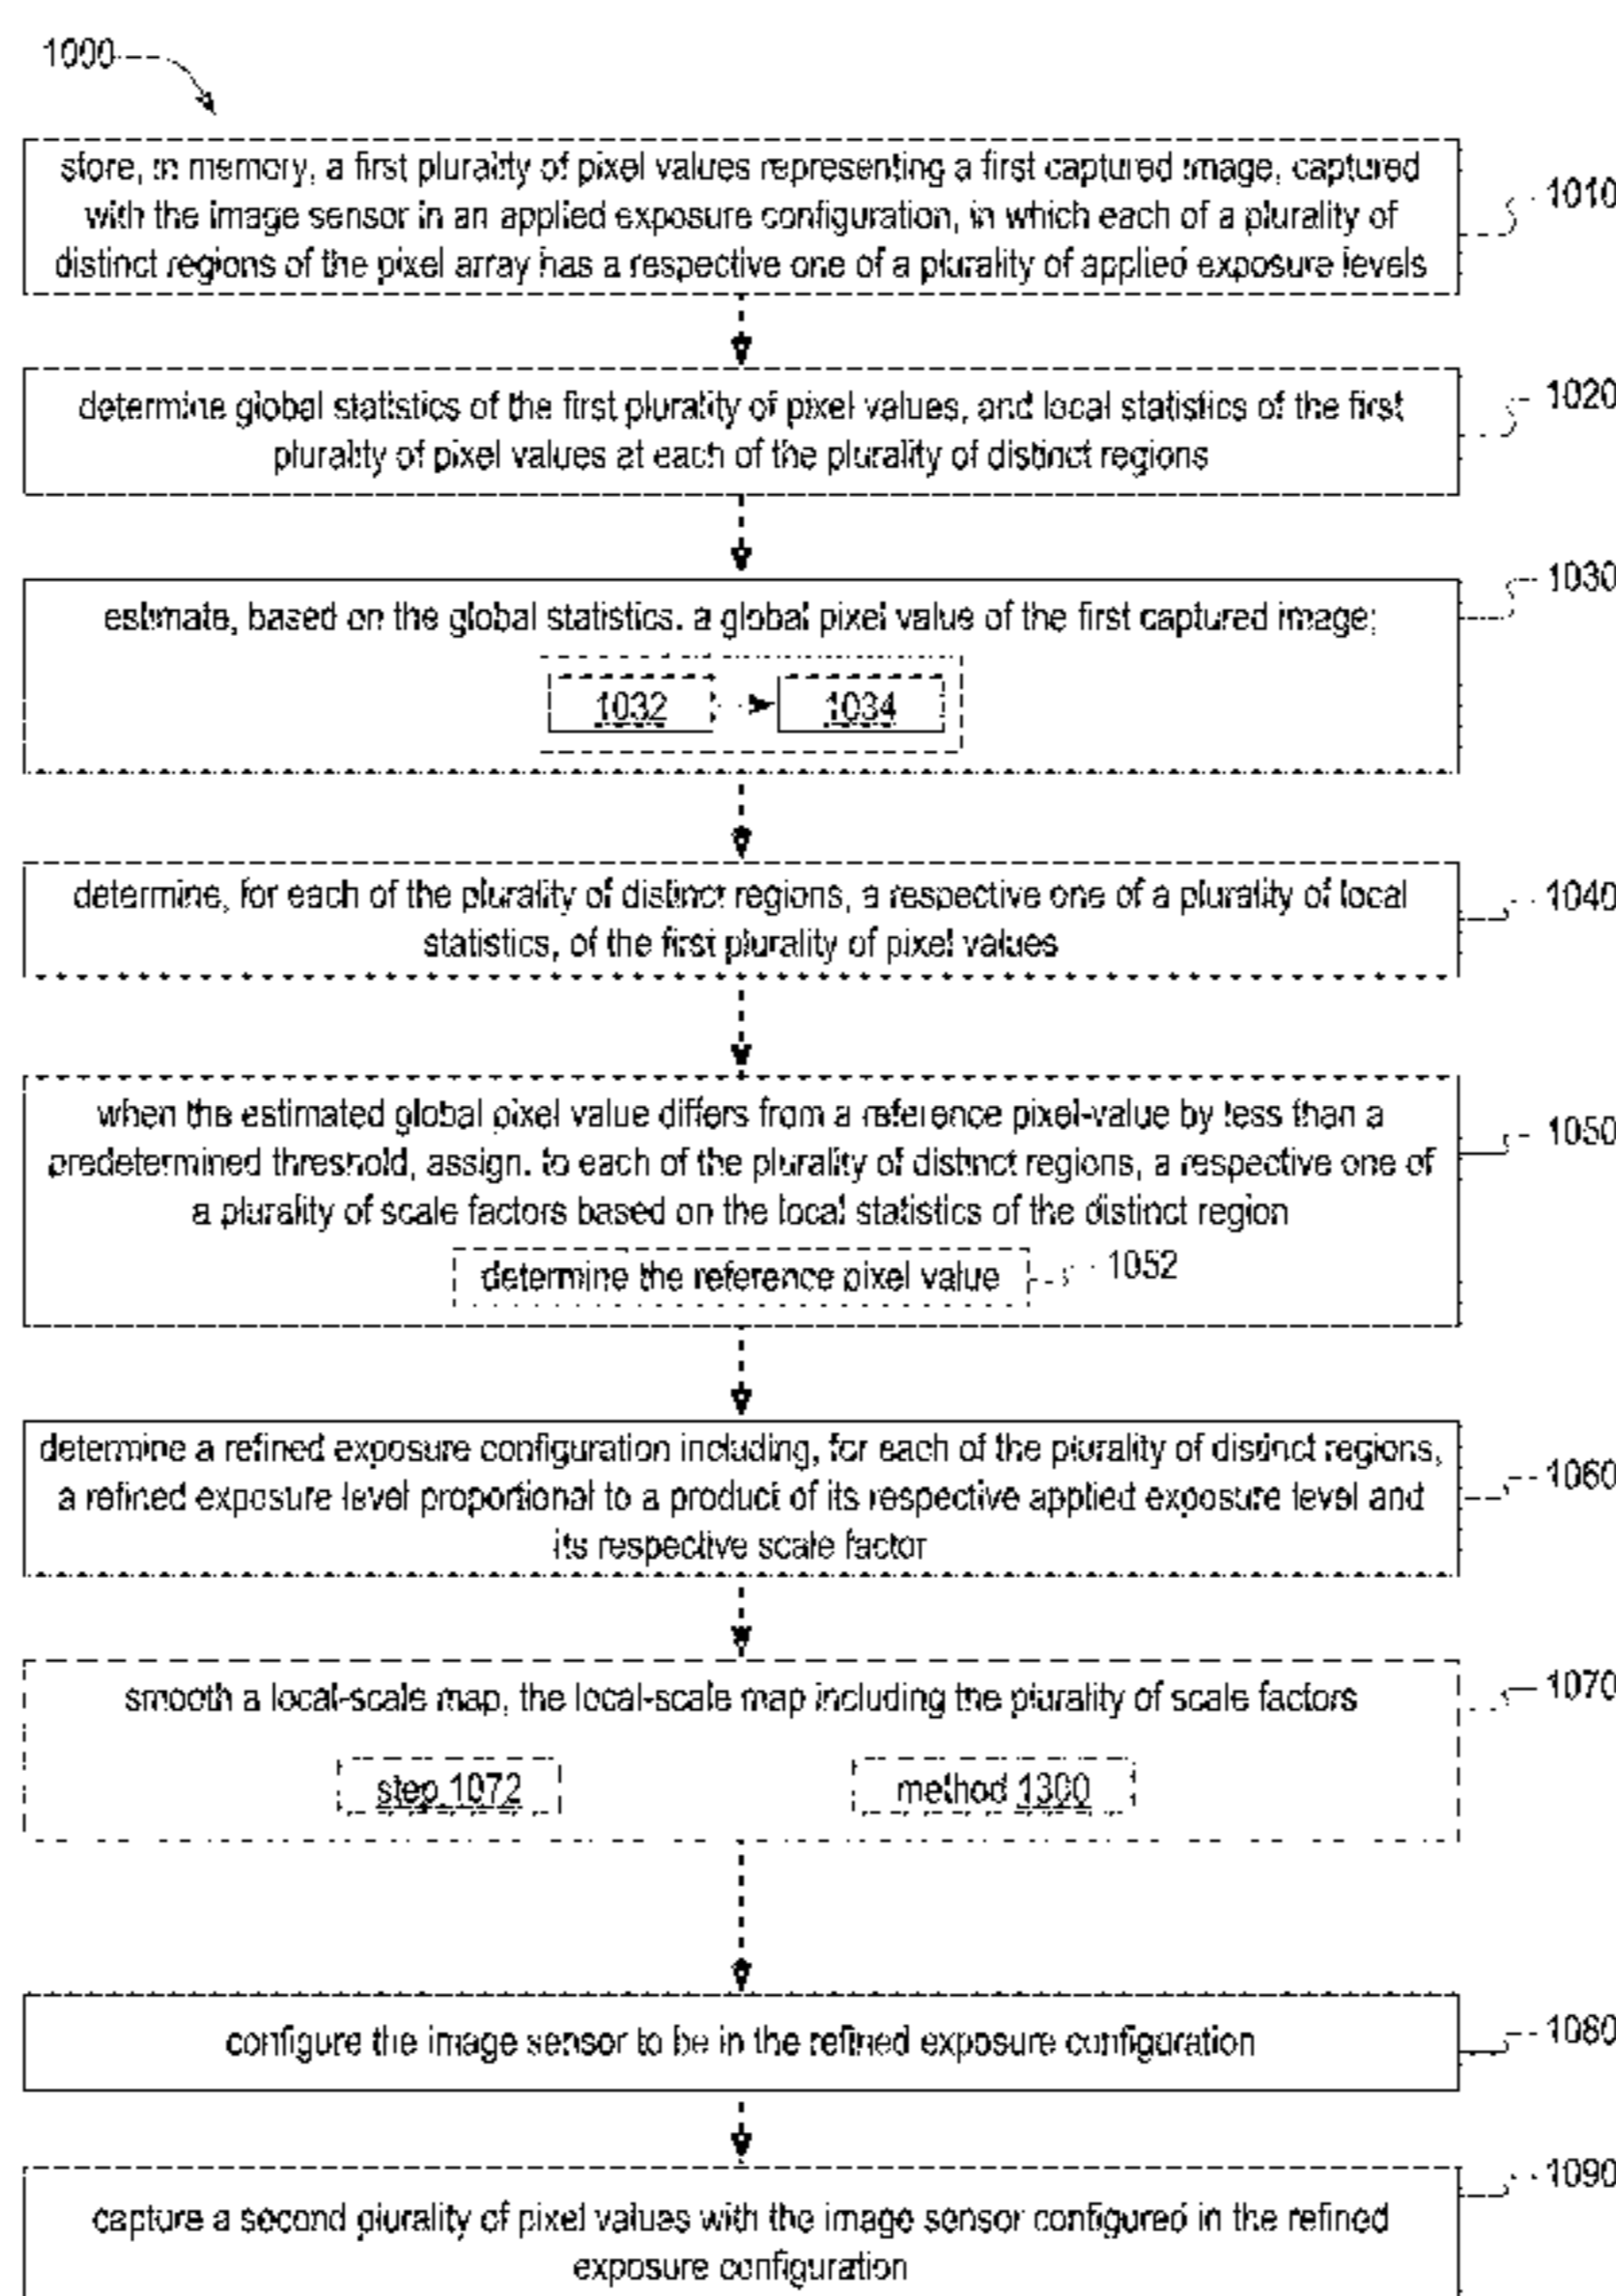 1000
store, in memory, a first plurality of pixel values representing a first captured image, captured
with the image sensor in an applied exposure configuration, in which each of a plurality of
distinct regions of the pixel array has a respective one of a plurality of applied exposure levels
1010
determine global statistics of the first plurality of pixel values, and local statistics of the first
plurality of pixel values at each of the plurality of distinct regions
1020
estimate, based on the global statistics. a global pixel value of the first captured image;
1030
1032
1034
determine, for each of the plurality of distinct regions, a respective one of a plurality of local
statistics, of the first plurality of pixel values
1040
when the estimated global pixel value differs from a reference pixel-value by less than a
predetermined threshold, assign. to each of the plurality of distinct regions, a respective one of
a plurality of scale factors based on the local statistics of the distinct region
1050
determine the reference pixel value
1052
determine a refined exposure configuration including, for each of the plurality of distinct regions,
a refined exposure level proportional to a product of its respective applied exposure level and
its respective scale factor
1060
smooth a local-scale map, the local-scale map including the plurality of scale factors
1070
step 1072
method 1300
configure the image sensor to be in the refined exposure configuration
1080
capture a second plurality of pixel values with the image sensor configured in the refined
exposure configuration
1090